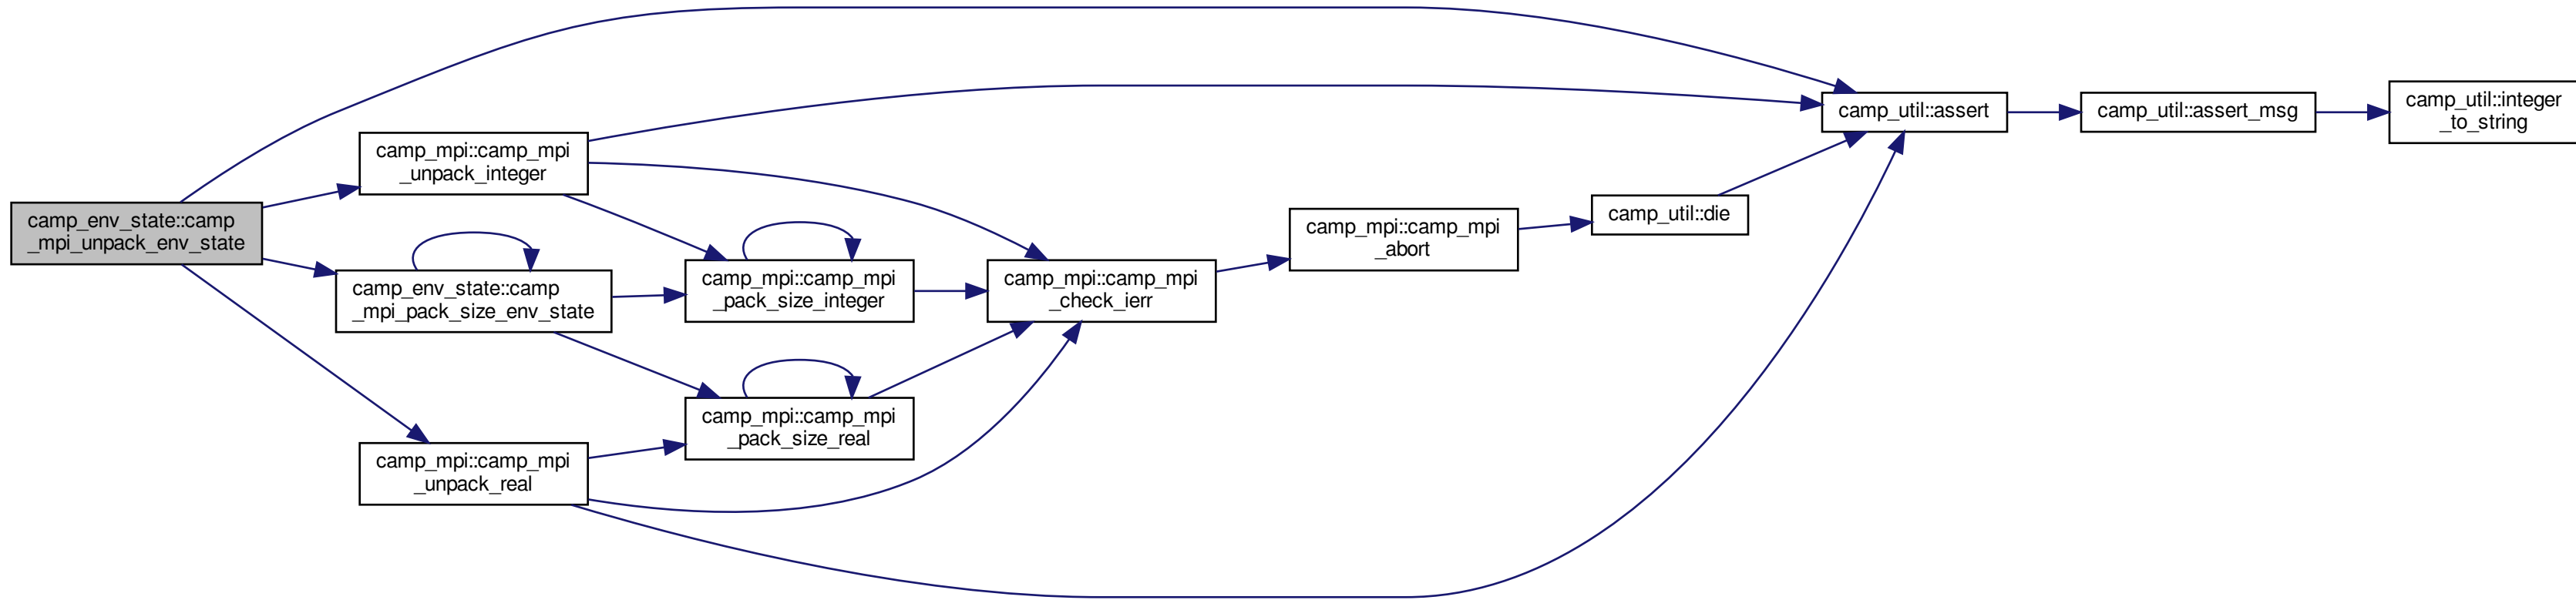 camp_env_state::camp
_mpi_unpack_env_state
camp_mpi::camp_mpi
_unpack_integer
camp_env_state::camp
_mpi_pack_size_env_state
camp_mpi::camp_mpi
_unpack_real
camp_mpi::camp_mpi
_pack_size_integer
camp_mpi::camp_mpi
_pack_size_real
camp_mpi::camp_mpi
_check_ierr
camp_mpi::camp_mpi
_abort
camp_util::die
camp_util::assert
camp_util::assert_msg
camp_util::integer
_to_string